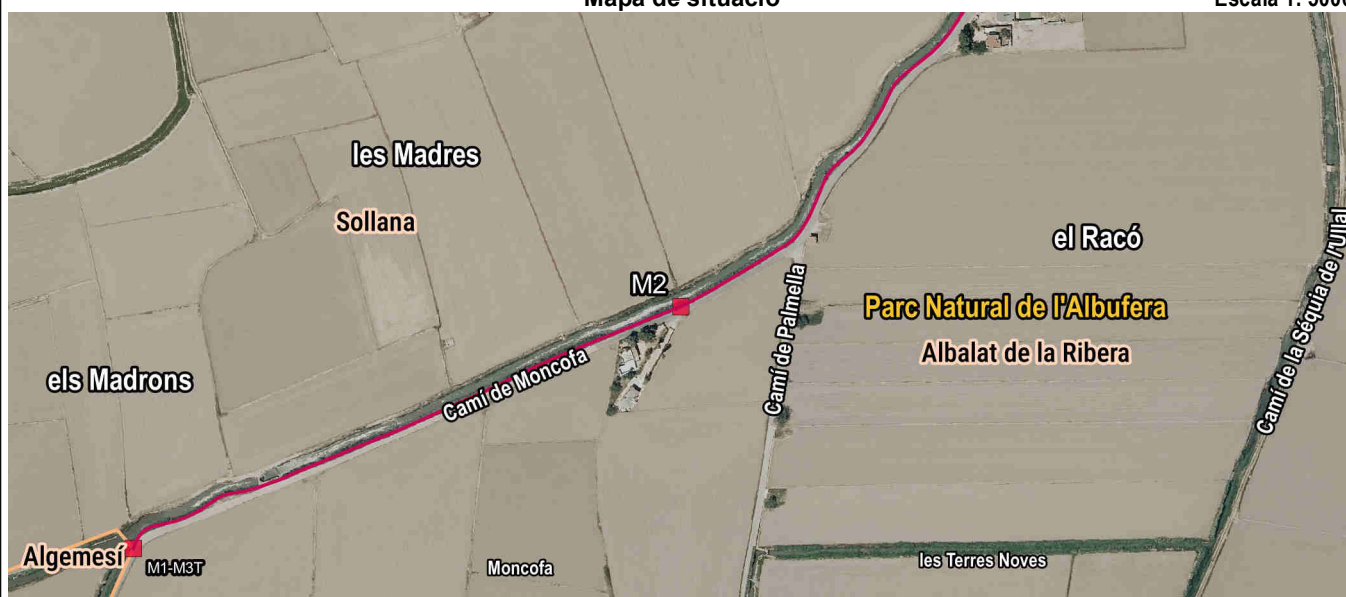 Mapa de situació
les Madres
Sollana
el Racó
M2
Parc Natural de l'Albufera
Albalat de la Ribera
els Madrons
Camí de Moncofa
Camí de Palmella
Camí de la Séquia de l'Ullal
Algemesí
M1-M3T
Moncofa
les Terres Noves